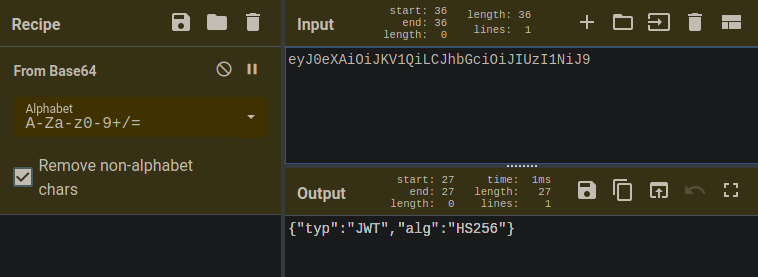 Recipe
From Base64
Alphabet
A-Za-z0-9+/=
Remove non-alphabet
chars
Input
start: 36
end: 36
length: 0
length: 36
lines: 1
eyJ0eXAiOiJKV1QiLCJhbGciOiJIUzI1NiJ9
Output
start: 27
end: 27
length: 0
time: 1ms
length: 27
lines: 1
{"typ":"JWT","alg":"HS256"}